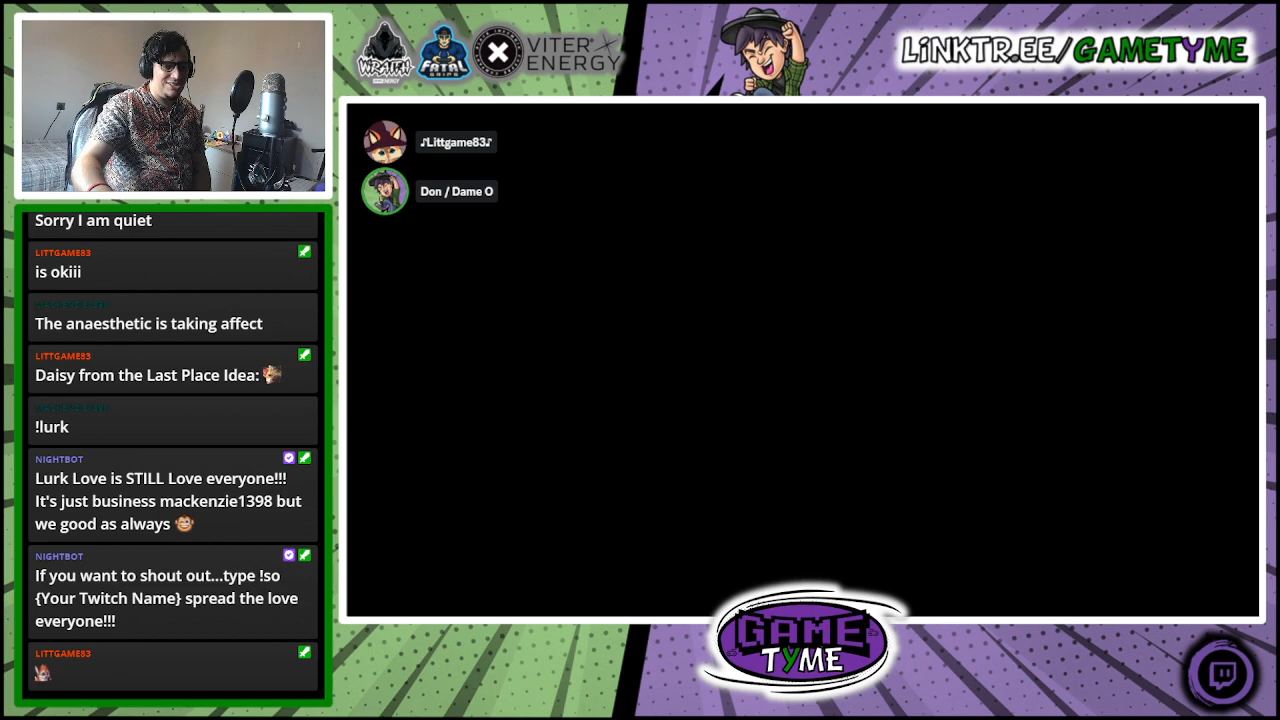 WRAITH
FATAL
GRIPS
VITER
ENERGY
LiNKTR.EE/GAMETYME
♪Littgame83♪
Don / Dame O
Sorry I am quiet
LITTGAME83
is okiii
The anaesthetic is taking affect
LITTGAME83
Daisy from the Last Place Idea:
!lurk
NIGHTBOT
Lurk Love is STILL Love everyone!!!
It's just business mackenzie1398 but
we good as always
NIGHTBOT
If you want to shout out...type !so
{Your Twitch Name} spread the love
everyone!!!
LITTGAME83
GAME
TYME